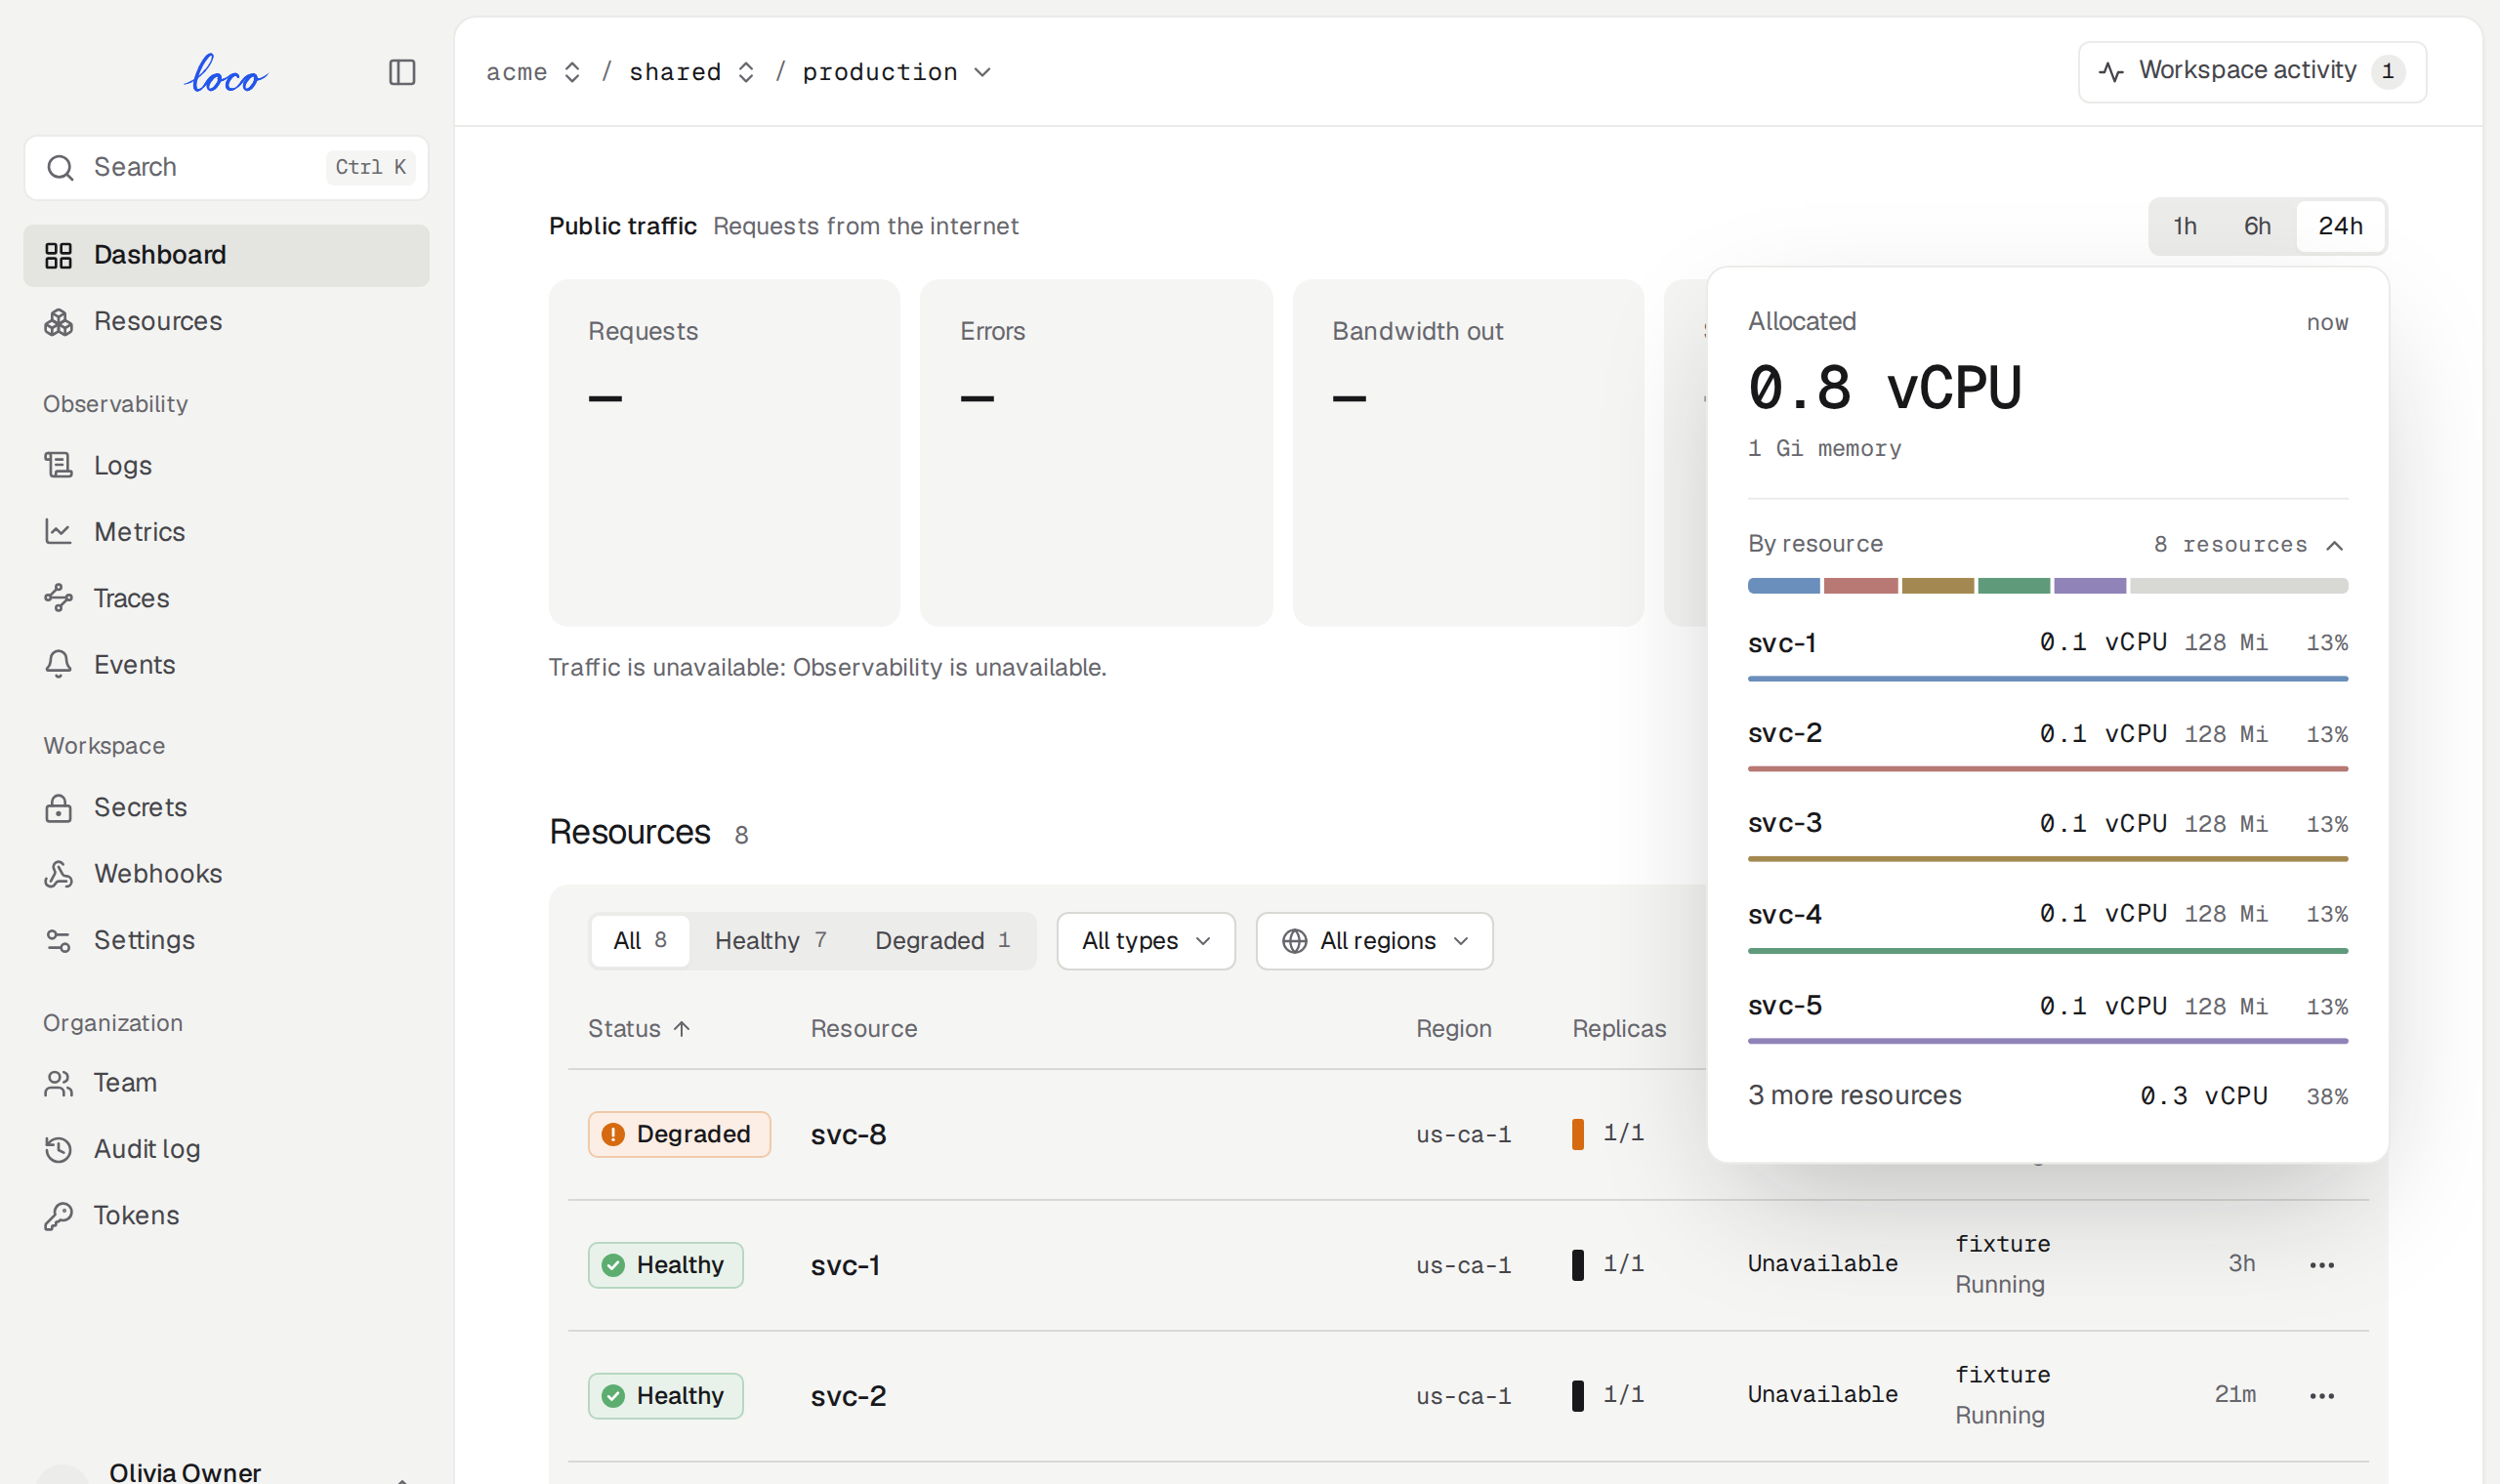 loco
Search Ctrl K
Dashboard
Resources
Observability
Logs
Metrics
Traces
Events
Workspace
Secrets
Webhooks
Settings
Organization
Team
Audit log
Tokens
Olivia Owner
acme / shared / production
Workspace activity 1
Public traffic Requests from the internet
1h 6h 24h
Requests
—
Errors
—
Bandwidth out
—
Traffic is unavailable: Observability is unavailable.
Allocated now
0.8 vCPU
1 Gi memory
By resource 8 resources
svc-1 0.1 vCPU 128 Mi 13%
svc-2 0.1 vCPU 128 Mi 13%
svc-3 0.1 vCPU 128 Mi 13%
svc-4 0.1 vCPU 128 Mi 13%
svc-5 0.1 vCPU 128 Mi 13%
3 more resources 0.3 vCPU 38%
Resources 8
All 8 Healthy 7 Degraded 1 All types All regions
Status Resource Region Replicas
Degraded svc-8 us-ca-1 1/1
Healthy svc-1 us-ca-1 1/1 Unavailable fixture Running 3h
Healthy svc-2 us-ca-1 1/1 Unavailable fixture Running 21m